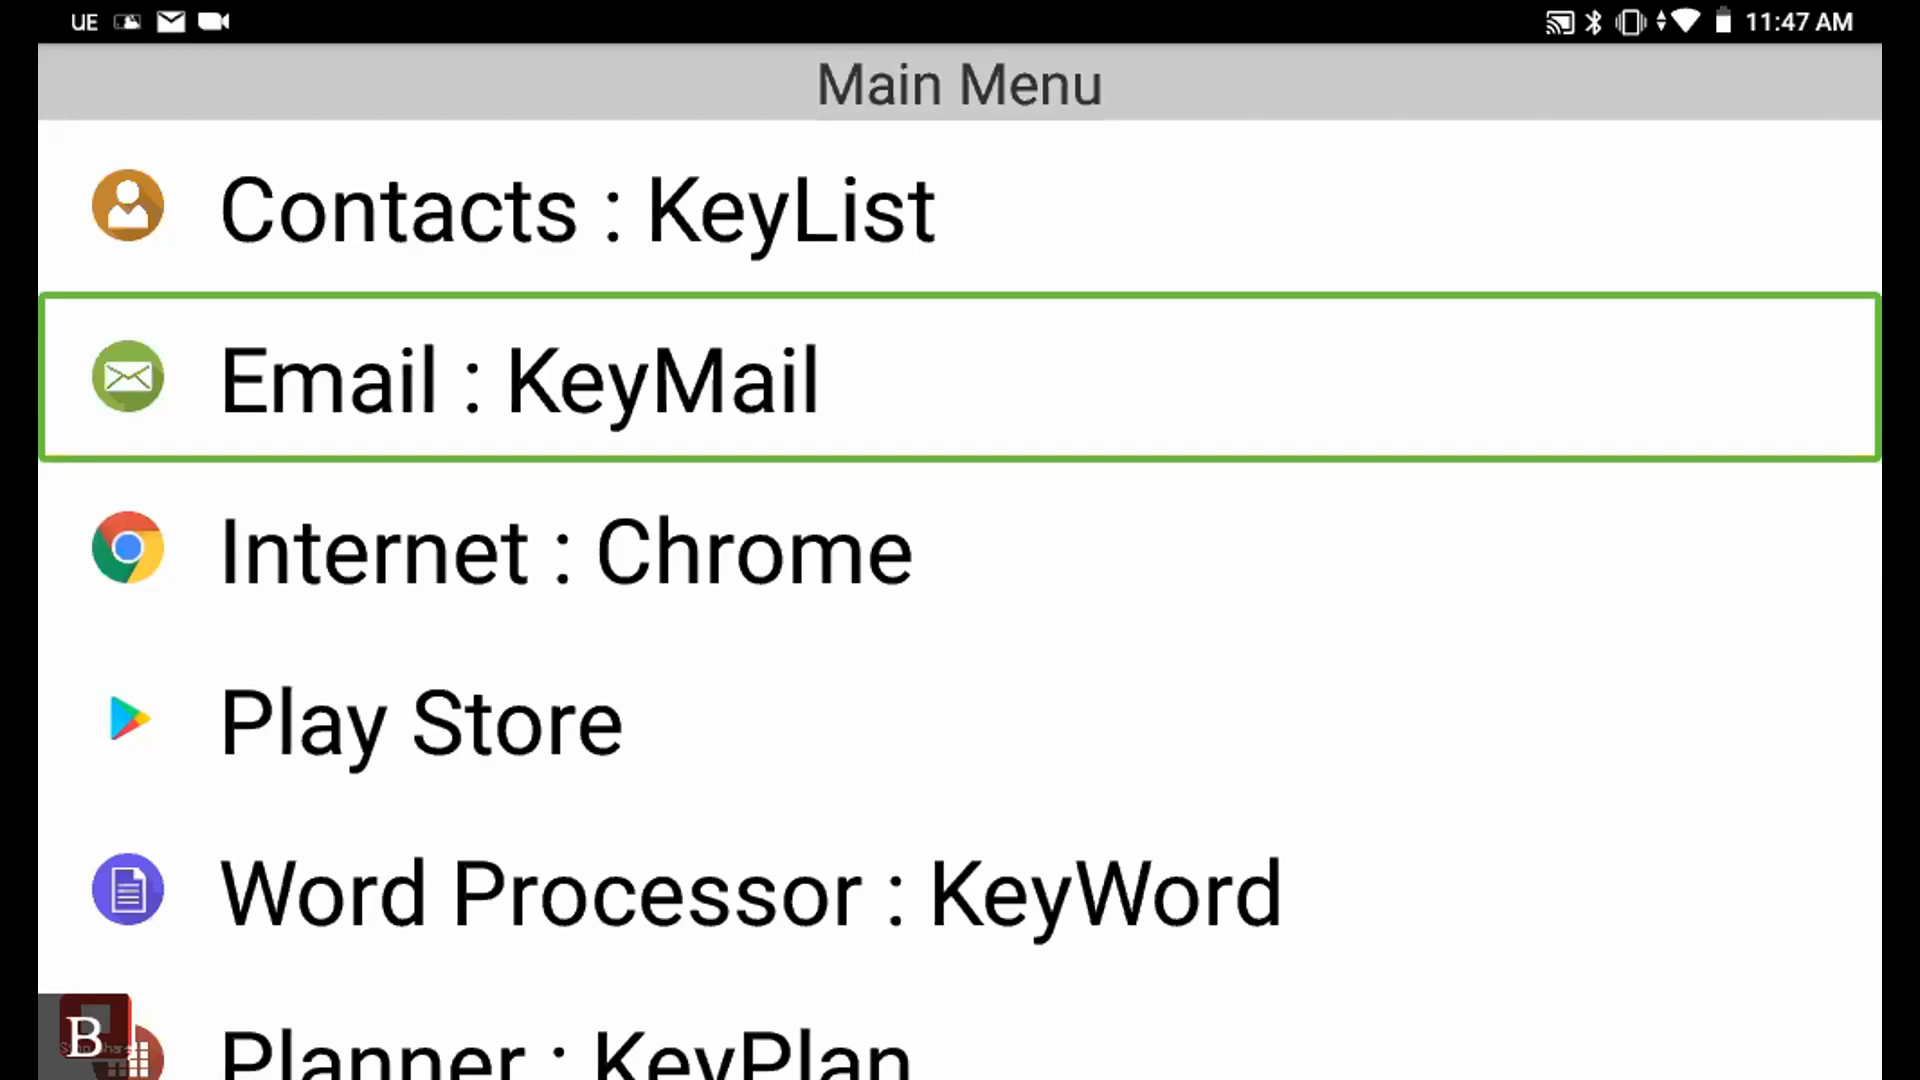 UE 11:47 AM
Main Menu
Contacts : KeyList
Email : KeyMail
Internet : Chrome
Play Store
Word Processor : KeyWord
B
Planner : KeyPlan